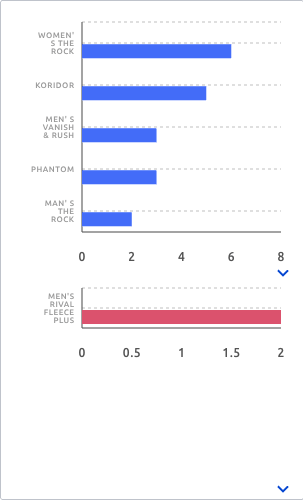 WOMEN'
S THE
ROCK
KORIDOR
MEN' S
VANISH
& RUSH
PHANTOM
MAN' S
THE
ROCK
0 2 4 6 8
MEN'S
RIVAL
FLEECE
PLUS
0 0.5 1 1.5 2